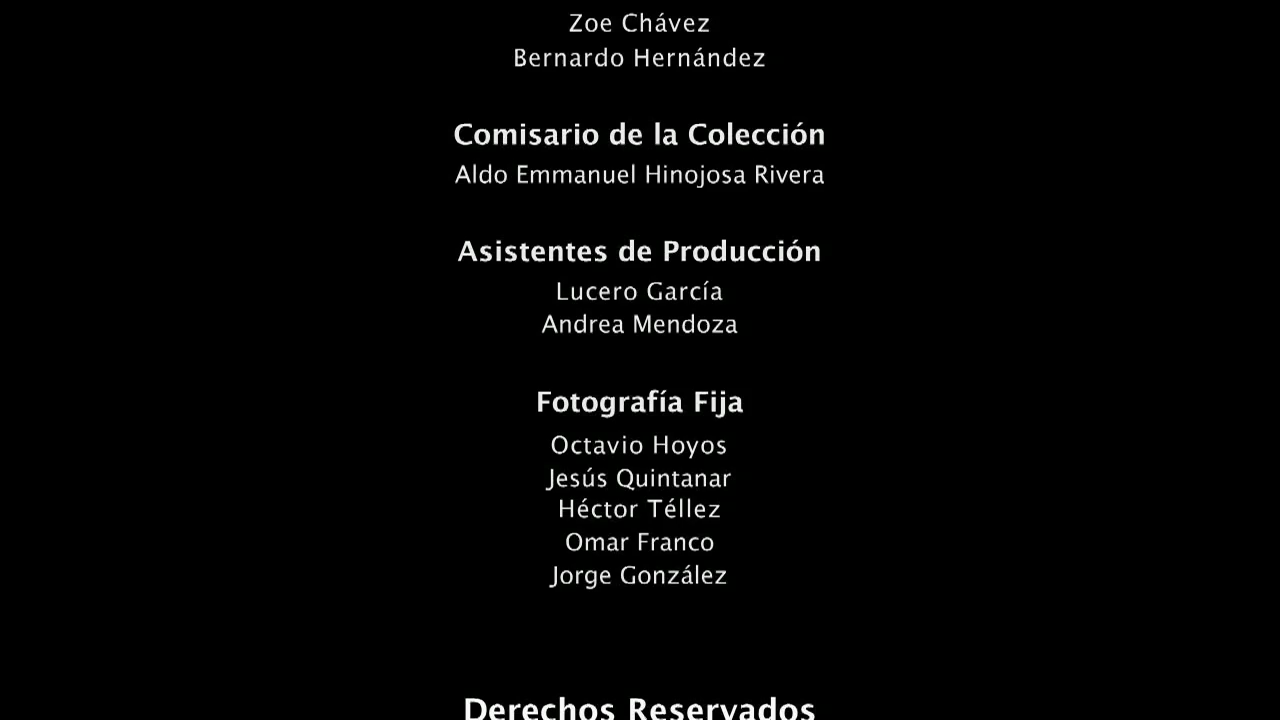 Zoe Chávez
Bernardo Hernández
Comisario de la Colección
Aldo Emmanuel Hinojosa Rivera
Asistentes de Producción
Lucero García
Andrea Mendoza
Fotografía Fija
Octavio Hoyos
Jesús Quintanar
Héctor Téllez
Omar Franco
Jorge González
Derechos Reservados